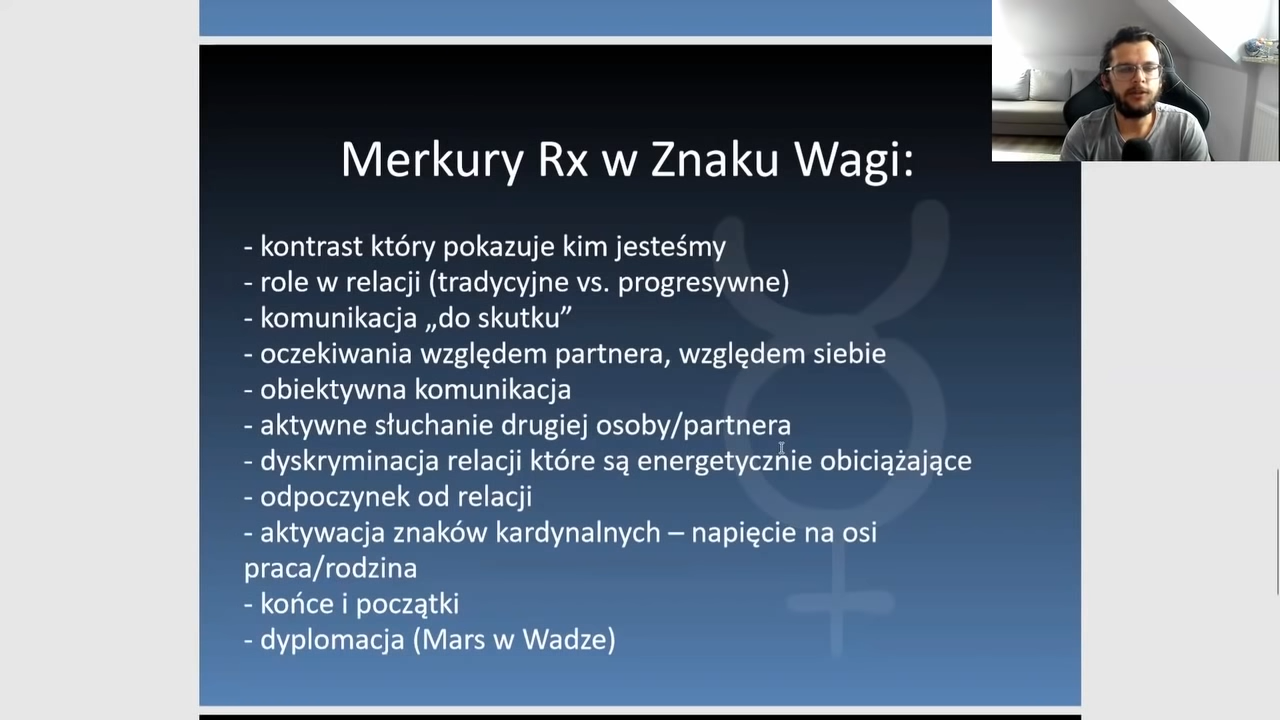 Merkury Rx w Znaku Wagi:
- kontrast który pokazuje kim jesteśmy
- role w relacji (tradycyjne vs. progresywne)
- komunikacja „do skutku”
- oczekiwania względem partnera, względem siebie
- obiektywna komunikacja
- aktywne słuchanie drugiej osoby/partnera
- dyskryminacja relacji które są energetycznie obiciążające
- odpoczynek od relacji
- aktywacja znaków kardynalnych – napięcie na osi
praca/rodzina
- końce i początki
- dyplomacja (Mars w Wadze)